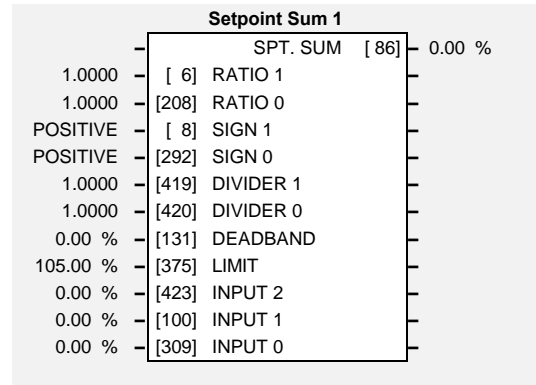 Setpoint Sum 1
SPT. SUM [ 86] 0.00 %
1.0000 [ 6] RATIO 1
1.0000 [208] RATIO 0
POSITIVE [ 8] SIGN 1
POSITIVE [292] SIGN 0
1.0000 [419] DIVIDER 1
1.0000 [420] DIVIDER 0
0.00 % [131] DEADBAND
105.00 % [375] LIMIT
0.00 % [423] INPUT 2
0.00 % [100] INPUT 1
0.00 % [309] INPUT 0